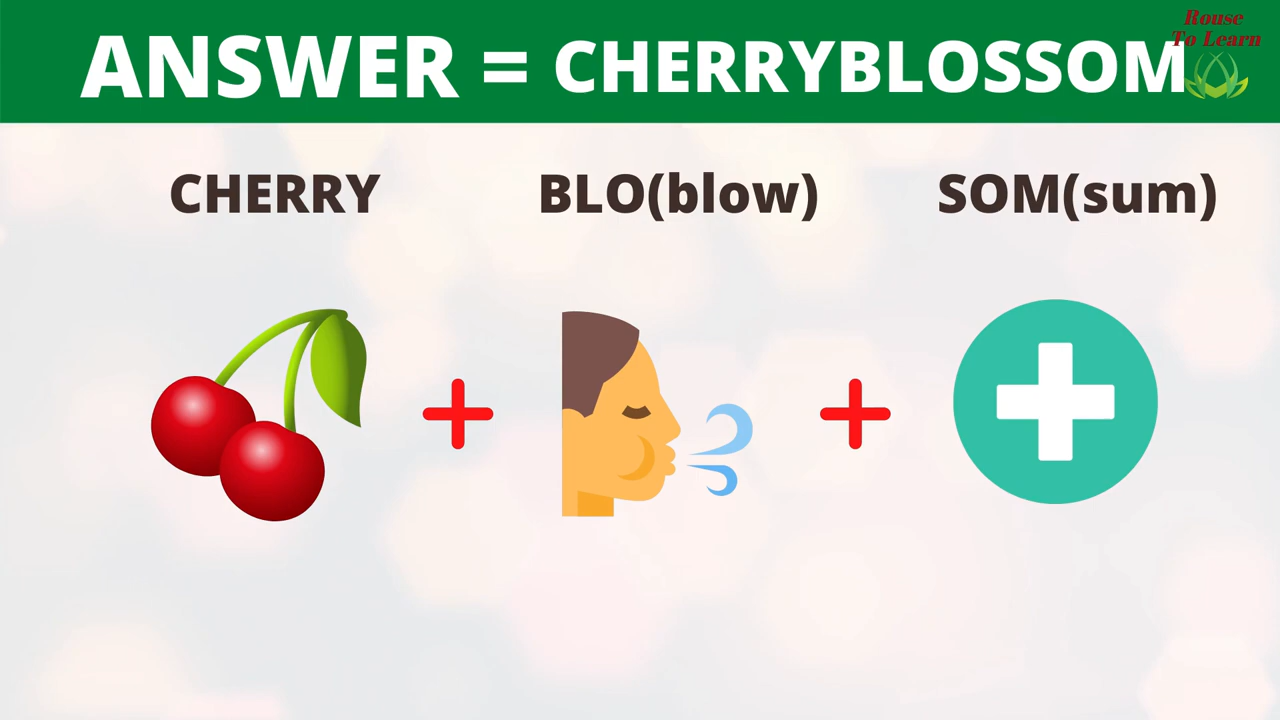 Rouse
To Learn
ANSWER = CHERRYBLOSSOM
CHERRY BLO(blow) SOM(sum)